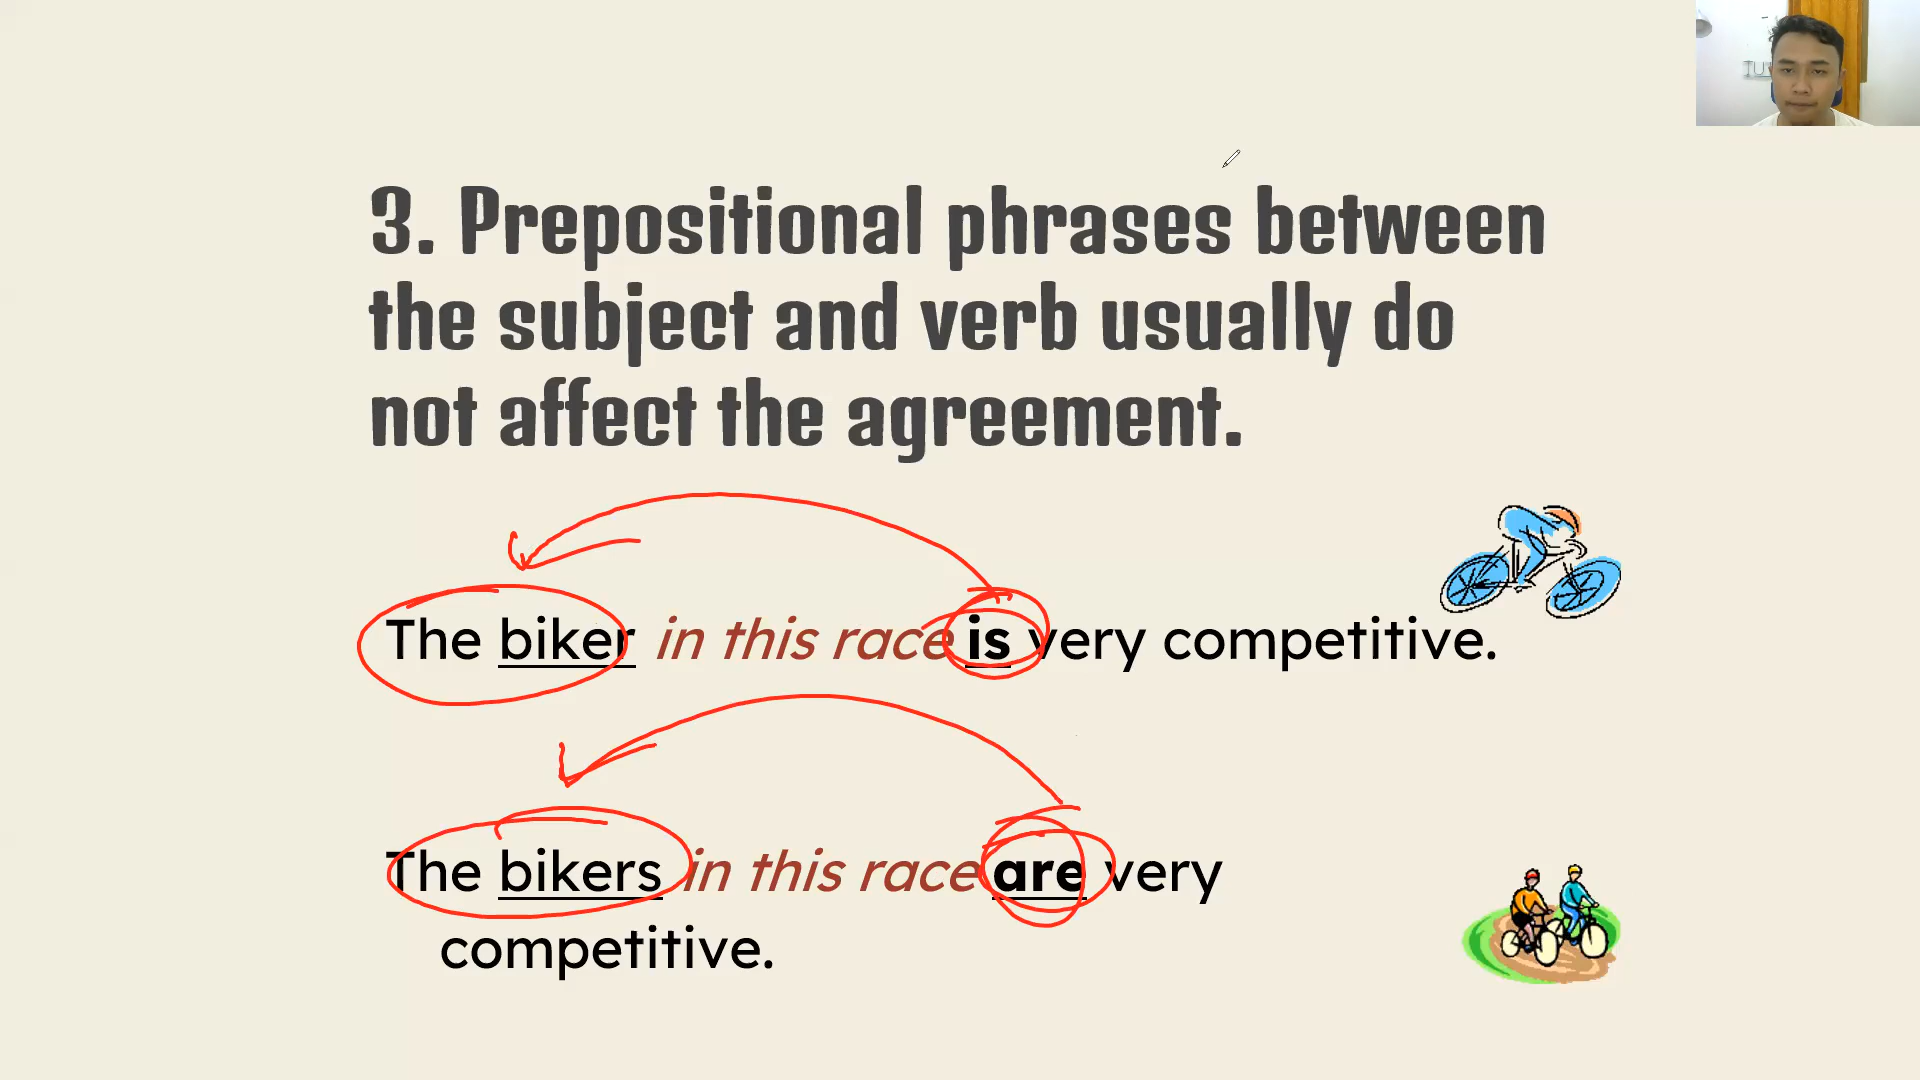 3. Prepositional phrases between
the subject and verb usually do
not affect the agreement.
The biker in this race is very competitive.
The bikers in this race are very
competitive.